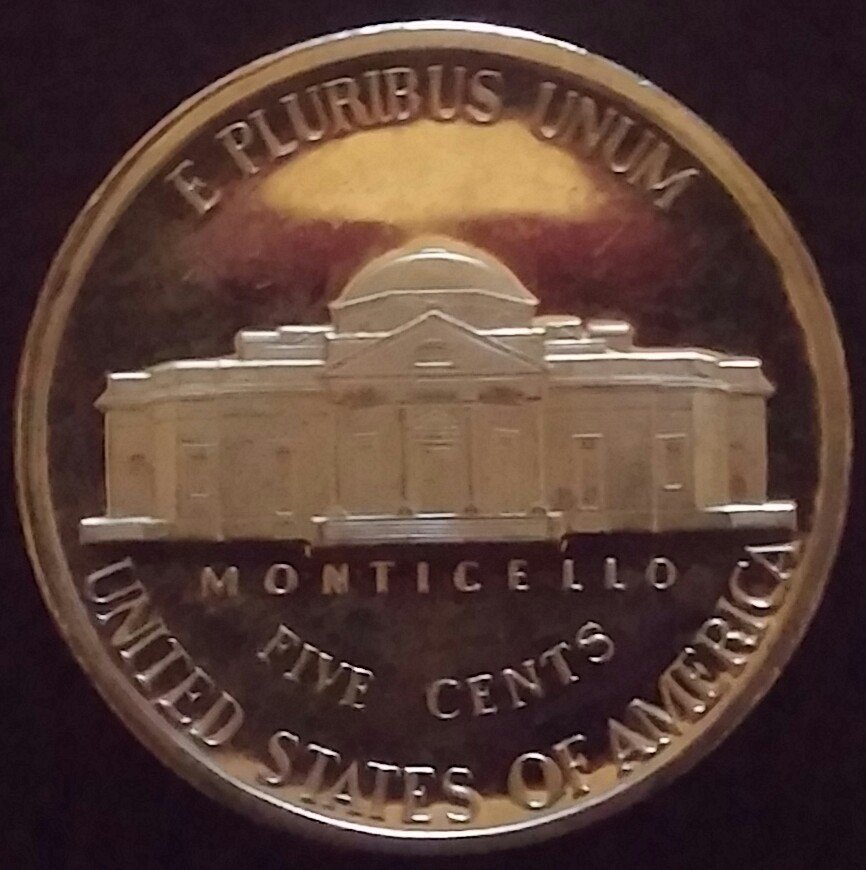 E PLURIBUS UNUM
MONTICELLO
FIVE CENTS
UNITED STATES OF AMERICA